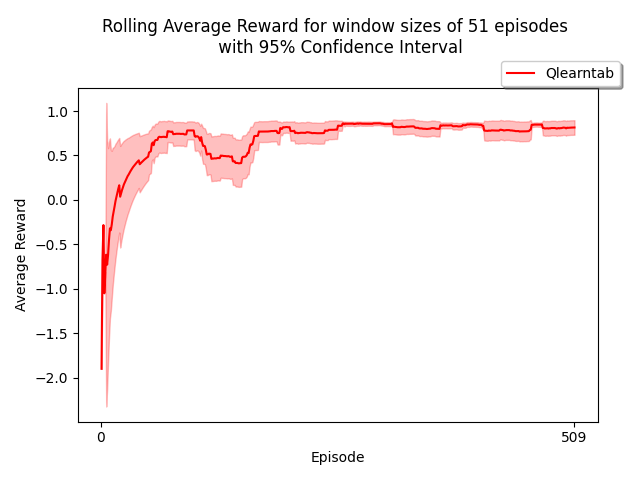 Rolling Average Reward for window sizes of 51 episodes
with 95% Confidence Interval
Qlearntab
1.0
0.5
0.0
−0.5
−1.0
−1.5
−2.0
Average Reward
0
509
Episode